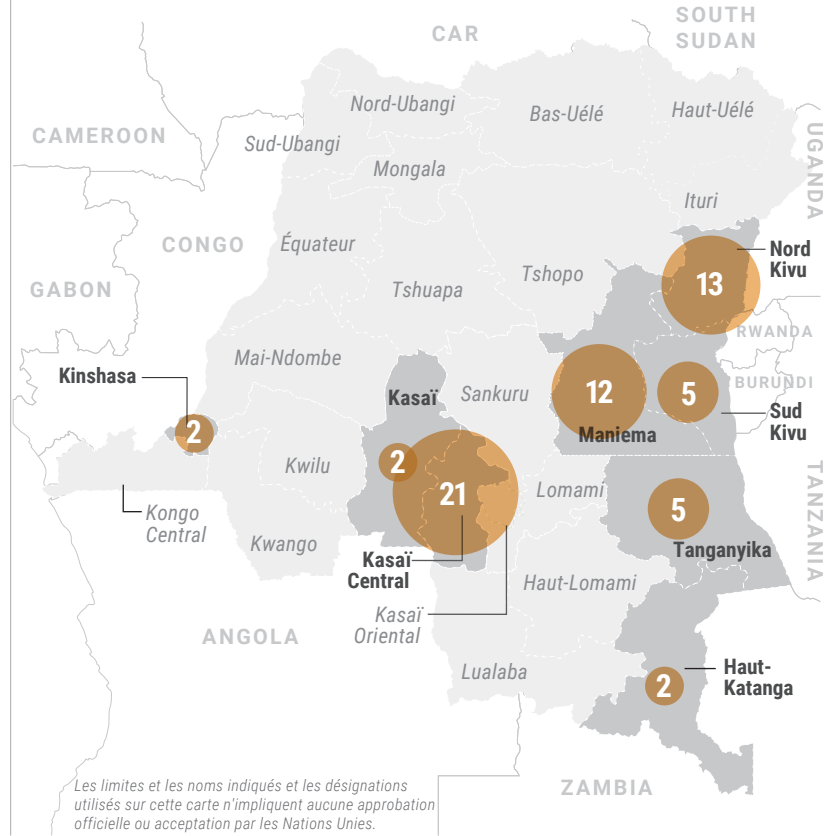 SOUTH
SUDAN
CAR
Nord-Ubangi
Bas-Uélé
Haut-Uélé
CAMEROON
Sud-Ubangi
UGANDA
Mongala
Ituri
CONGO
Équateur
Nord
Kivu
Tshopo
GABON
Tshuapa
13
RWANDA
Mai-Ndombe
Kinshasa
BURUNDI
Kasaï
Sankuru
12
5
Sud
Kivu
2
Maniema
2
Kwilu
21
Lomami
TANZANIA
Kongo
Central
5
Kwango
Tanganyika
Kasaï
Central
Haut-Lomami
Kasaï
Oriental
ANGOLA
Lualaba
2
Haut-
Katanga
ZAMBIA
Les limites et les noms indiqués et les désignations
utilisés sur cette carte n'impliquent aucune approbation
officielle ou acceptation par les Nations Unies.